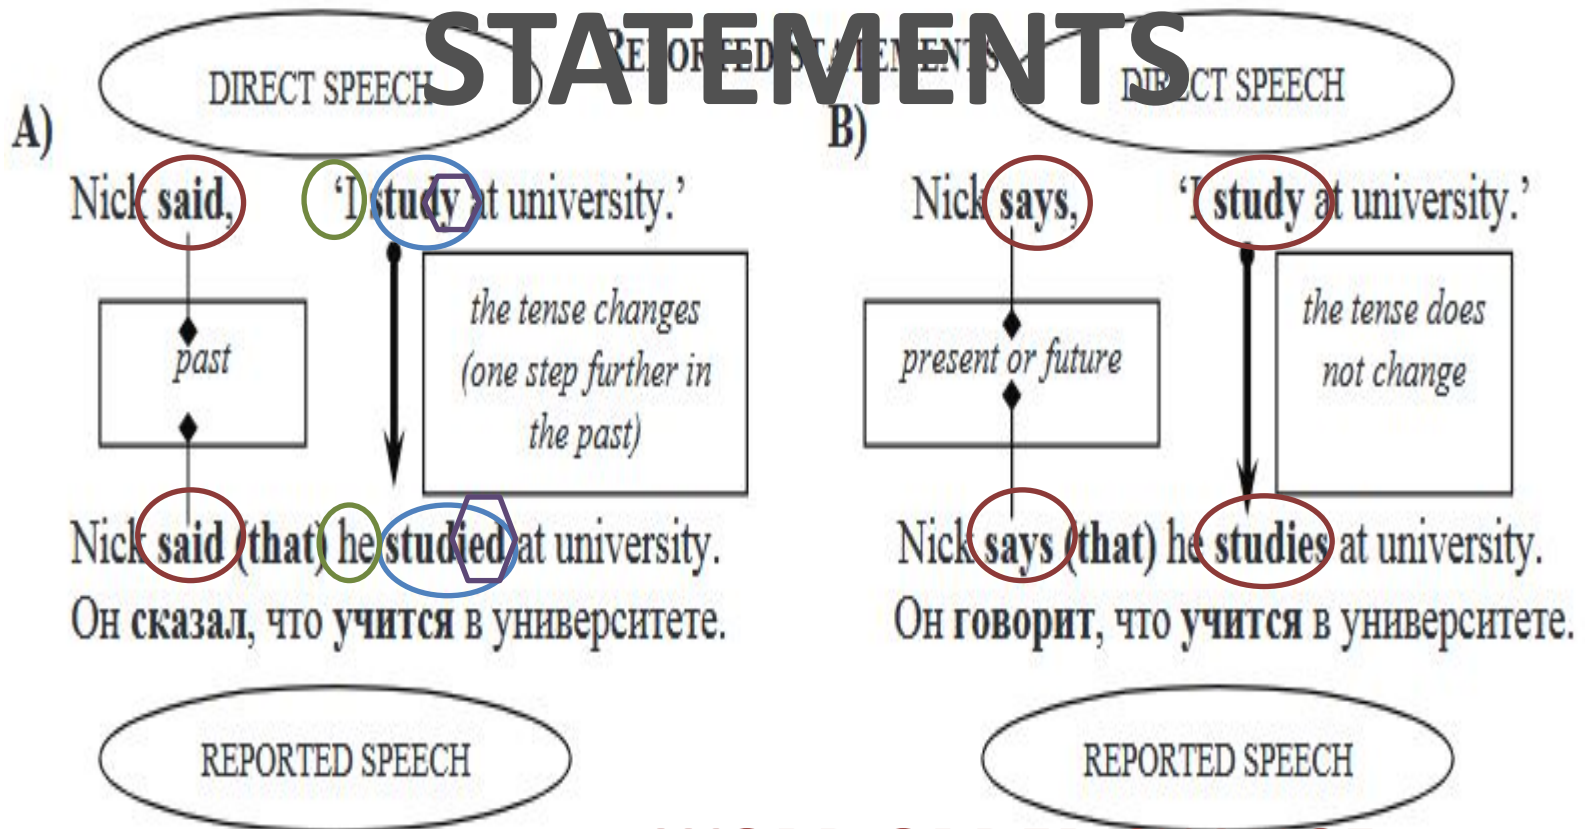 STATEMENTS
REPORTED STATEMENTS
DIRECT SPEECH
DIRECT SPEECH
A)
Nick said, ‘I study at university.’
past
the tense changes
(one step further in
the past)
Nick said (that) he studied at university.
Он сказал, что учится в университете.
REPORTED SPEECH
B)
Nick says, ‘I study at university.’
present or future
the tense does
not change
Nick says (that) he studies at university.
Он говорит, что учится в университете.
REPORTED SPEECH